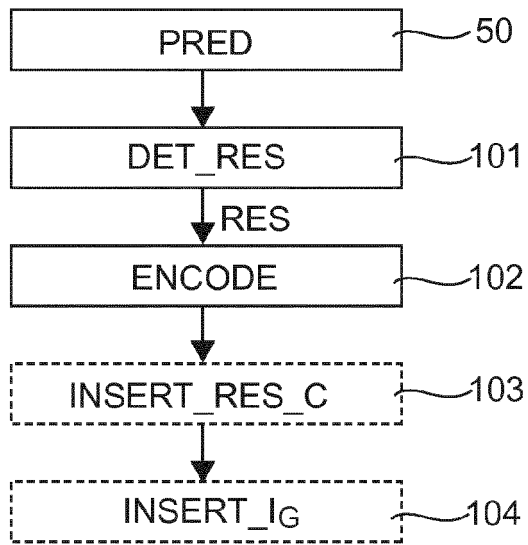 PRED 50
DET_RES 101
RES
ENCODE 102
INSERT_RES_C 103
INSERT_IG 104